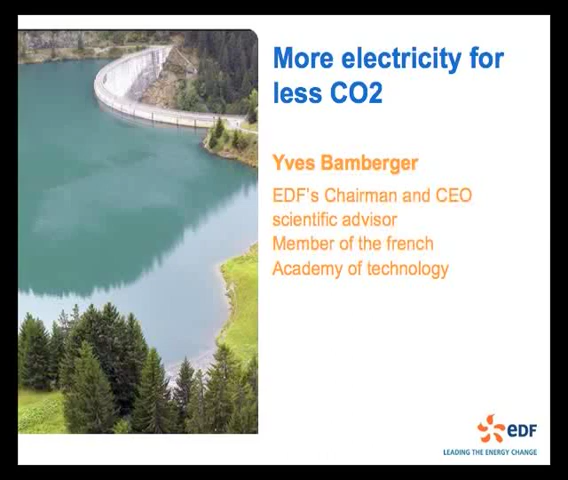 More electricity for
less CO2
Yves Bamberger
EDF's Chairman and CEO
scientific advisor
Member of the french
Academy of technology
eDF
LEADING THE ENERGY CHANGE